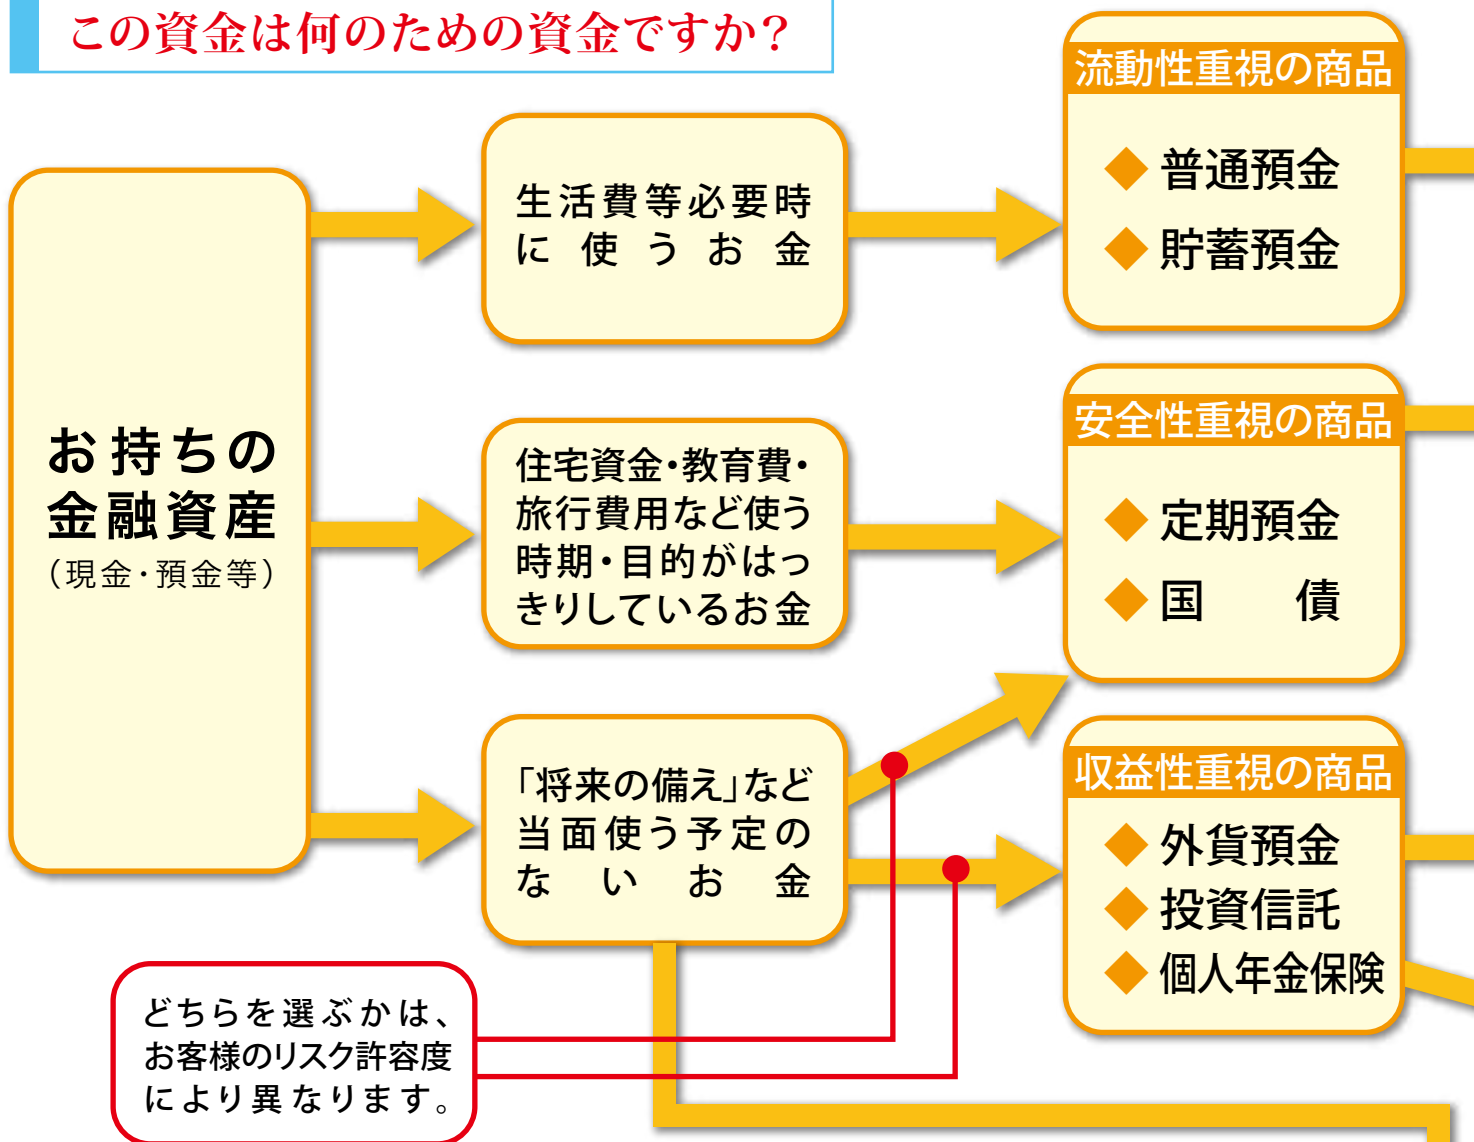 この資金は何のための資金ですか？
お持ちの
金融資産
（現金・預金等）
生活費等必要時
に使うお金
住宅資金・教育費・
旅行費用など使う
時期・目的がはっ
きりしているお金
「将来の備え」など
当面使う予定の
ないお金
どちらを選ぶかは、
お客様のリスク許容度
により異なります。
流動性重視の商品
◆普通預金
◆貯蓄預金
安全性重視の商品
◆定期預金
◆国債
収益性重視の商品
◆外貨預金
◆投資信託
◆個人年金保険